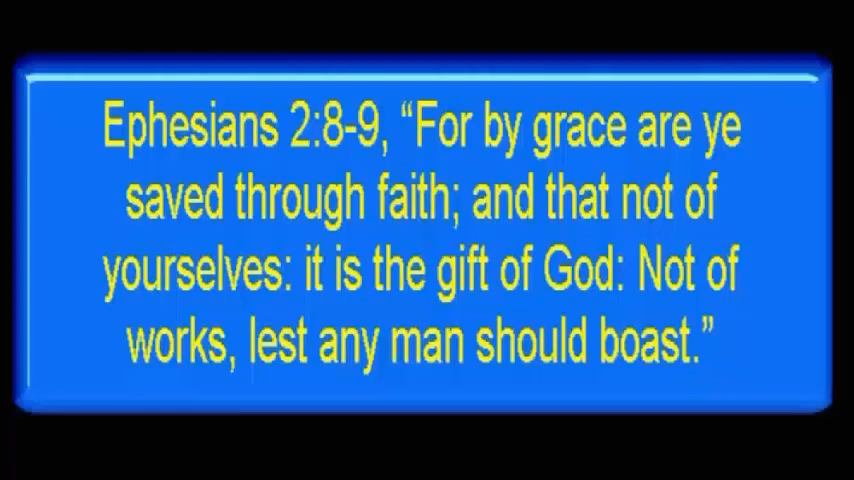 Ephesians 2:8-9, “For by grace are ye
saved through faith; and that not of
yourselves: it is the gift of God: Not of
works, lest any man should boast.”